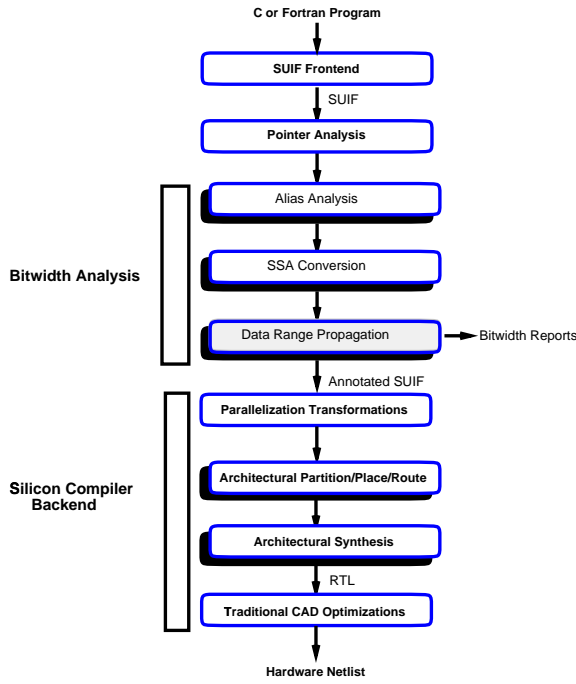 C or Fortran Program
SUIF Frontend
SUIF
Pointer Analysis
Alias Analysis
SSA Conversion
Bitwidth Analysis
Data Range Propagation
Bitwidth Reports
Annotated SUIF
Parallelization Transformations
Architectural Partition/Place/Route
Silicon Compiler
Backend
Architectural Synthesis
RTL
Traditional CAD Optimizations
Hardware Netlist